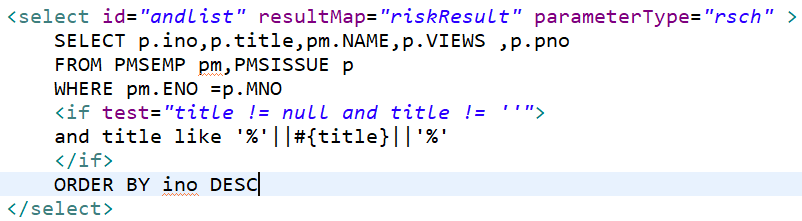 <select id="andlist" resultMap="riskResult" parameterType="rsch" >
SELECT p.ino,p.title,pm.NAME,p.VIEWS ,p.pno
FROM PMSEMP pm,PMSISSUE p
WHERE pm.ENO =p.MNO
<if test="title != null and title != ''">
and title like '%'||#{title}||'%'
</if>
ORDER BY ino DESC
</select>